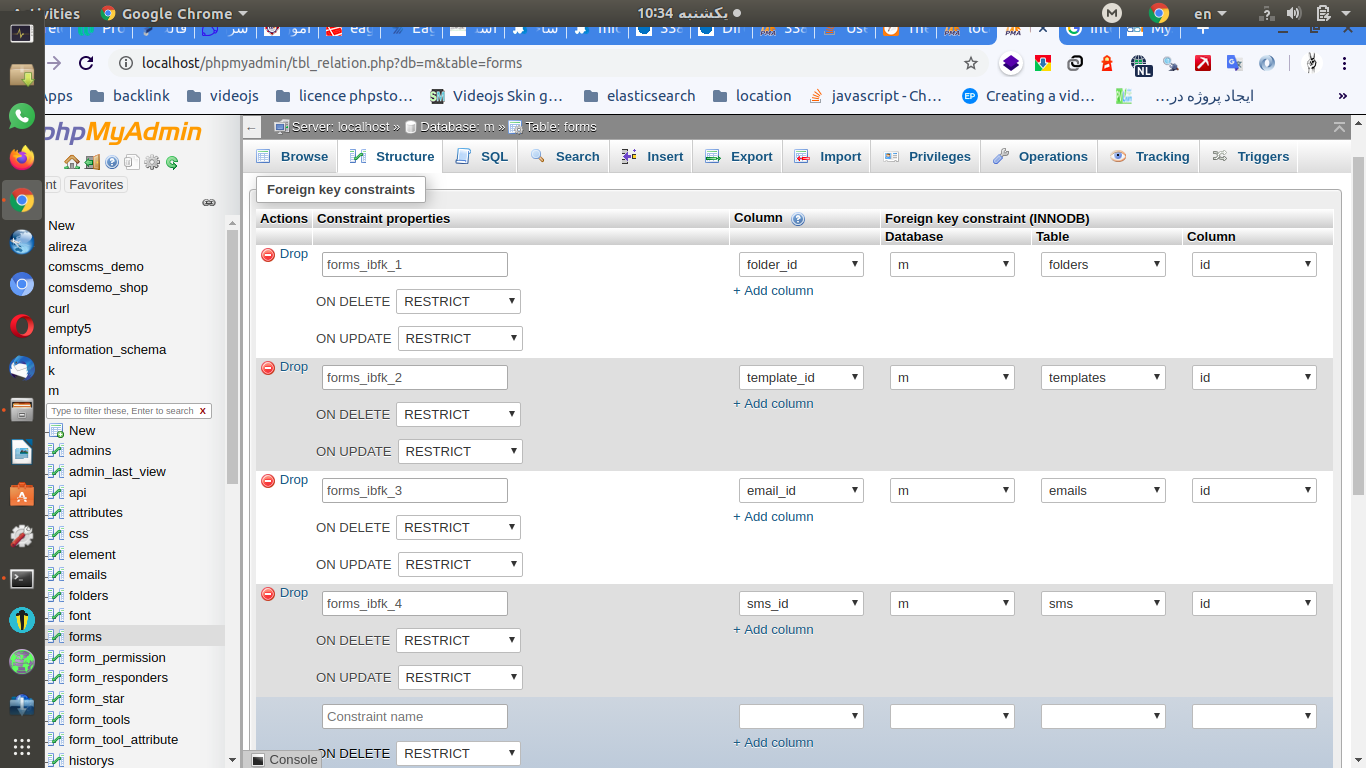 Activities Google Chrome یکشنبه 10:34 en
localhost/phpmyadmin/tbl_relation.php?db=m&table=forms
Apps backlink videojs licence phpsto… Videojs Skin g… elasticsearch location javascript - Ch… Creating a vid… ایجاد پروژه در… »
phpMyAdmin
Favorites
New
alireza
comscms_demo
comsdemo_shop
curl
empty5
information_schema
k
m
Type to filter these, Enter to search X
New
admins
admin_last_view
api
attributes
css
element
emails
folders
font
forms
form_permission
form_responders
form_star
form_tools
form_tool_attribute
historys
← Server: localhost » Database: m » Table: forms
Browse Structure SQL Search Insert Export Import Privileges Operations Tracking Triggers
Foreign key constraints
Actions Constraint properties Column Foreign key constraint (INNODB)
Database Table Column
Drop forms_ibfk_1 folder_id m folders id
+ Add column
ON DELETE RESTRICT
ON UPDATE RESTRICT
Drop forms_ibfk_2 template_id m templates id
+ Add column
ON DELETE RESTRICT
ON UPDATE RESTRICT
Drop forms_ibfk_3 email_id m emails id
+ Add column
ON DELETE RESTRICT
ON UPDATE RESTRICT
Drop forms_ibfk_4 sms_id m sms id
+ Add column
ON DELETE RESTRICT
ON UPDATE RESTRICT
Constraint name
+ Add column
ON DELETE RESTRICT
Console